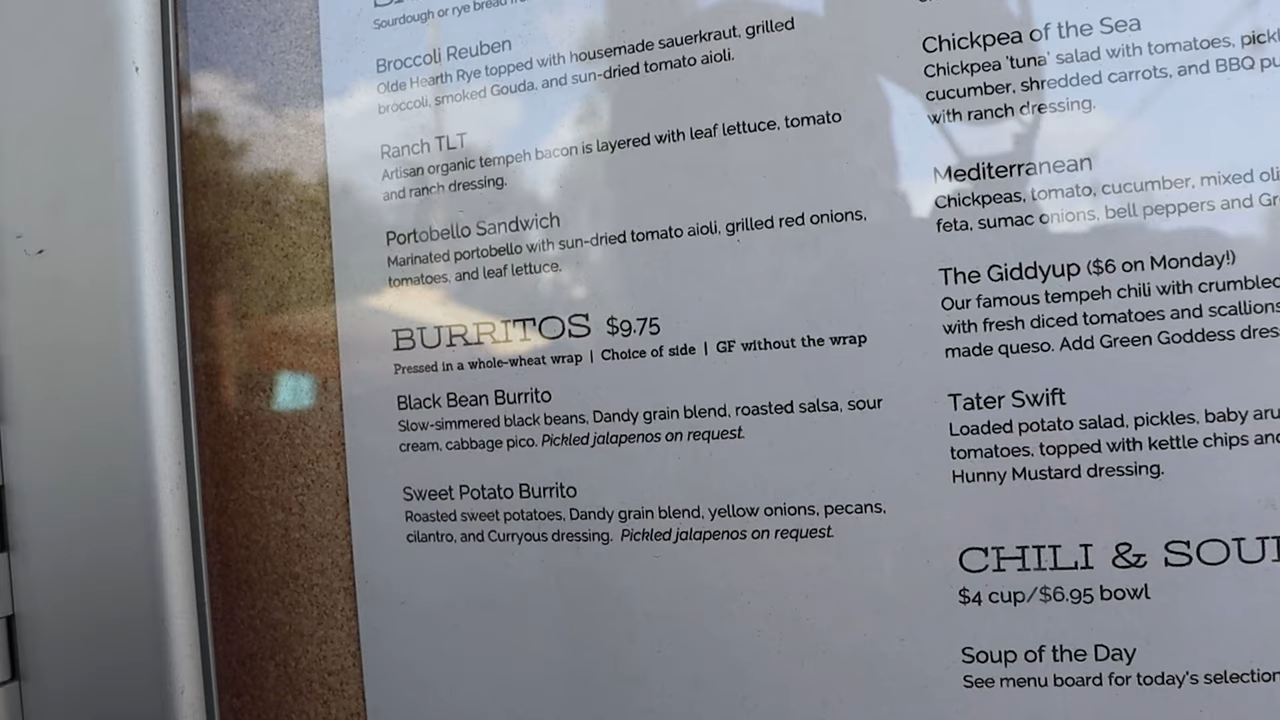 Sourdough or rye bread
Broccoli Reuben
Olde Hearth Rye topped with housemade sauerkraut, grilled
broccoli, smoked Gouda, and sun-dried tomato aioli.
Ranch TLT
Artisan organic tempeh bacon is layered with leaf lettuce, tomato
and ranch dressing.
Portobello Sandwich
Marinated portobello with sun-dried tomato aioli, grilled red onions,
tomatoes, and leaf lettuce.
BURRITOS $9.75
Pressed in a whole-wheat wrap | Choice of side | GF without the wrap
Black Bean Burrito
Slow-simmered black beans, Dandy grain blend, roasted salsa, sour
cream, cabbage pico. Pickled jalapenos on request.
Sweet Potato Burrito
Roasted sweet potatoes, Dandy grain blend, yellow onions, pecans,
cilantro, and Curryous dressing. Pickled jalapenos on request.
Chickpea of the Sea
Chickpea 'tuna' salad with tomatoes,
cucumber, shredded carrots, and BBQ
with ranch dressing.
Mediterranean
Chickpeas, tomato, cucumber, mixed
feta, sumac onions, bell peppers and
The Giddyup ($6 on Monday!)
Our famous tempeh chili with crumbled
with fresh diced tomatoes and scallions
made queso. Add Green Goddess
Tater Swift
Loaded potato salad, pickles, baby
tomatoes, topped with kettle chips and
Hunny Mustard dressing.
CHILI &
$4 cup/$6.95 bowl
Soup of the Day
See menu board for today's selection